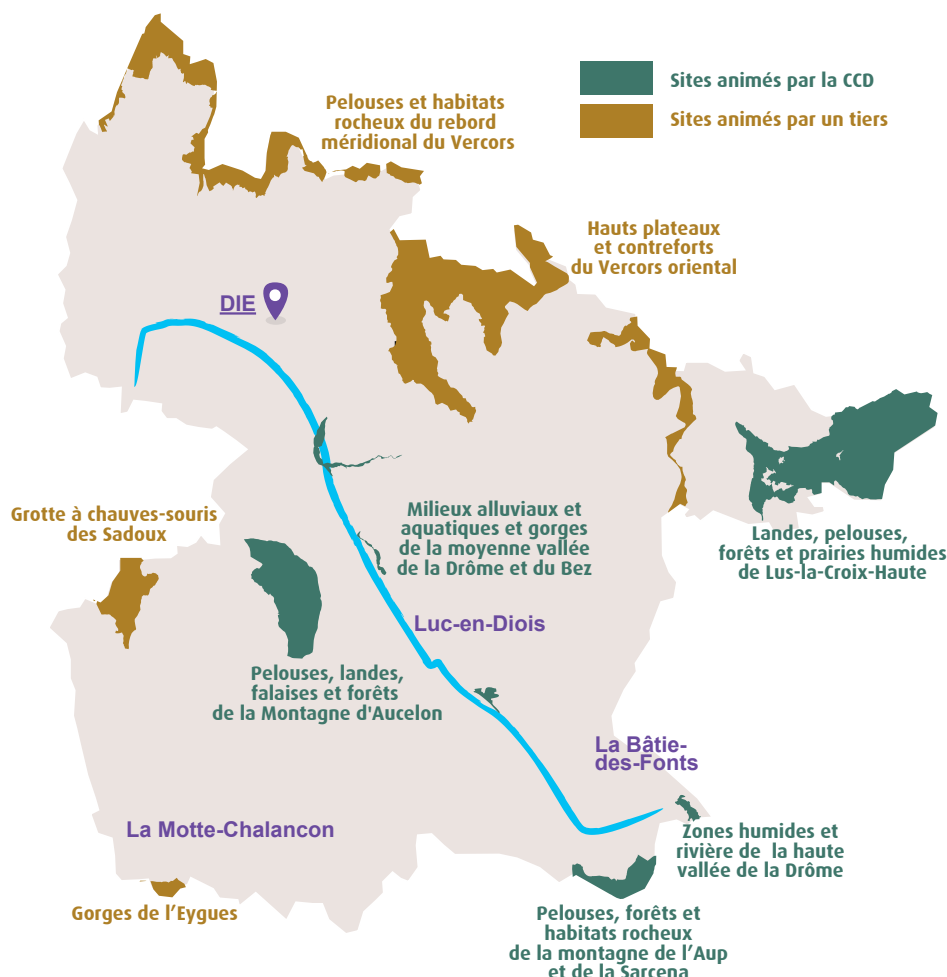 Sites animés par la CCD
Sites animés par un tiers
Pelouses et habitats
rocheux du rebord
méridional du Vercors
Hauts plateaux
et contreforts
du Vercors oriental
DIE
Grotte à chauves-souris
des Sadoux
Milieux alluviaux et
aquatiques et gorges
de la moyenne vallée
de la Drôme et du Bez
Landes, pelouses,
forêts et prairies humides
de Lus-la-Croix-Haute
Luc-en-Diois
Pelouses, landes,
falaises et forêts
de la Montagne d'Aucelon
La Bâtie-
des-Fonts
La Motte-Chalancon
Zones humides et
rivière de la haute
vallée de la Drôme
Gorges de l’Eygues
Pelouses, forêts et
habitats rocheux
de la montagne de l’Aup
et de la Sarcena